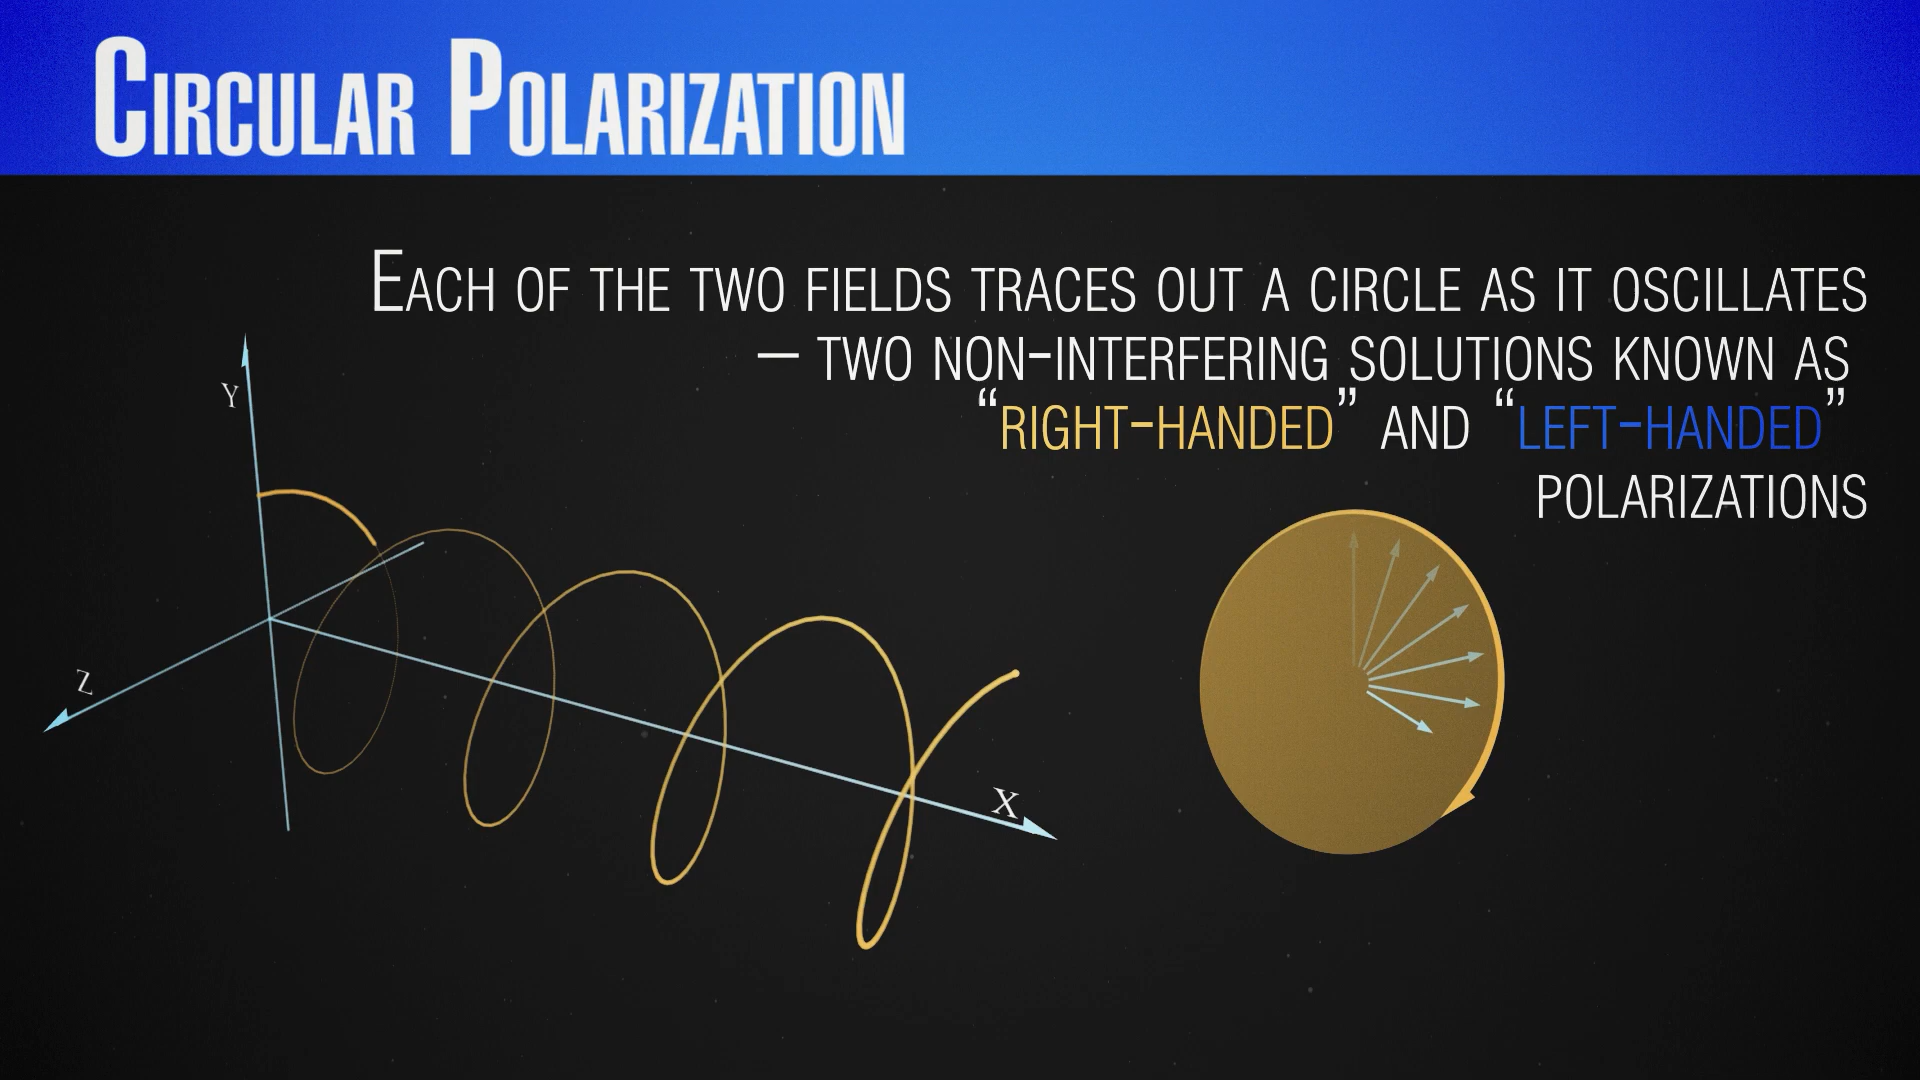 Circular Polarization
Each of the two fields traces out a circle as it oscillates
— two non-interfering solutions known as
“right-handed” and “left-handed”
polarizations
Y
Z
X